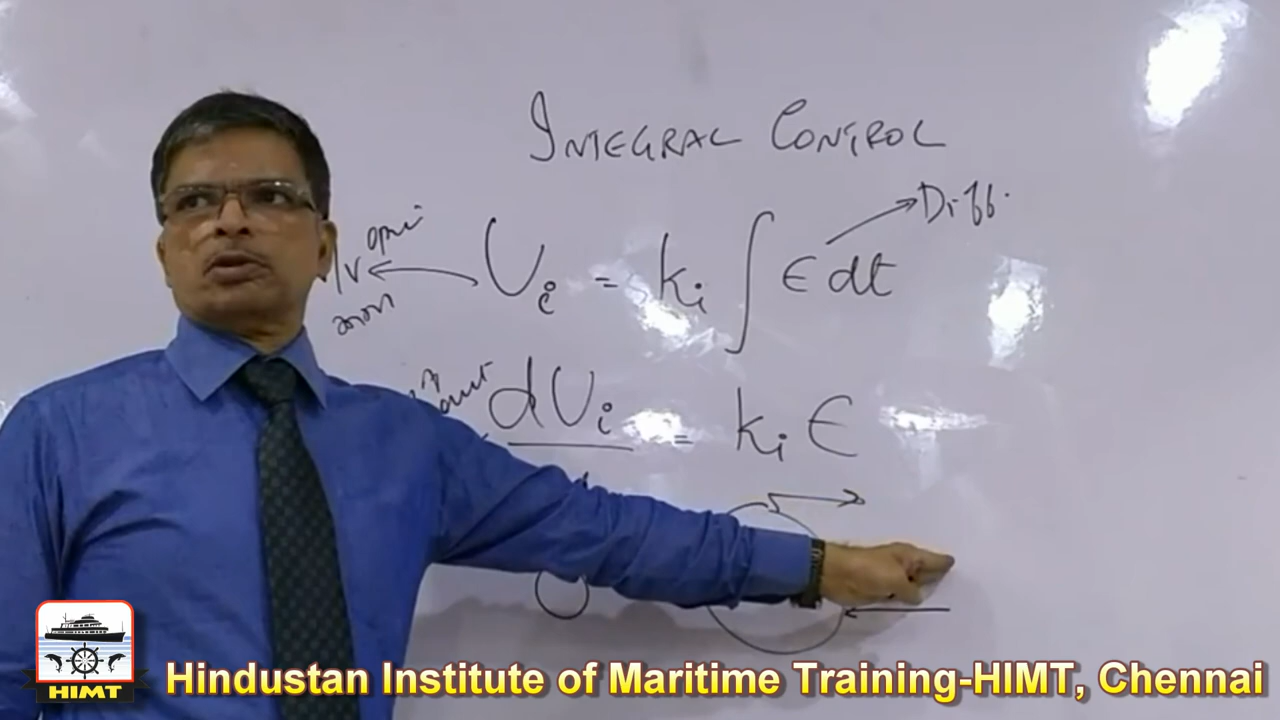 INTEGRAL CONTROL
Diff.
Vi = Ki ∫ ϵ dt
dVi = Ki ϵ
HIMT
Hindustan Institute of Maritime Training-HIMT, Chennai